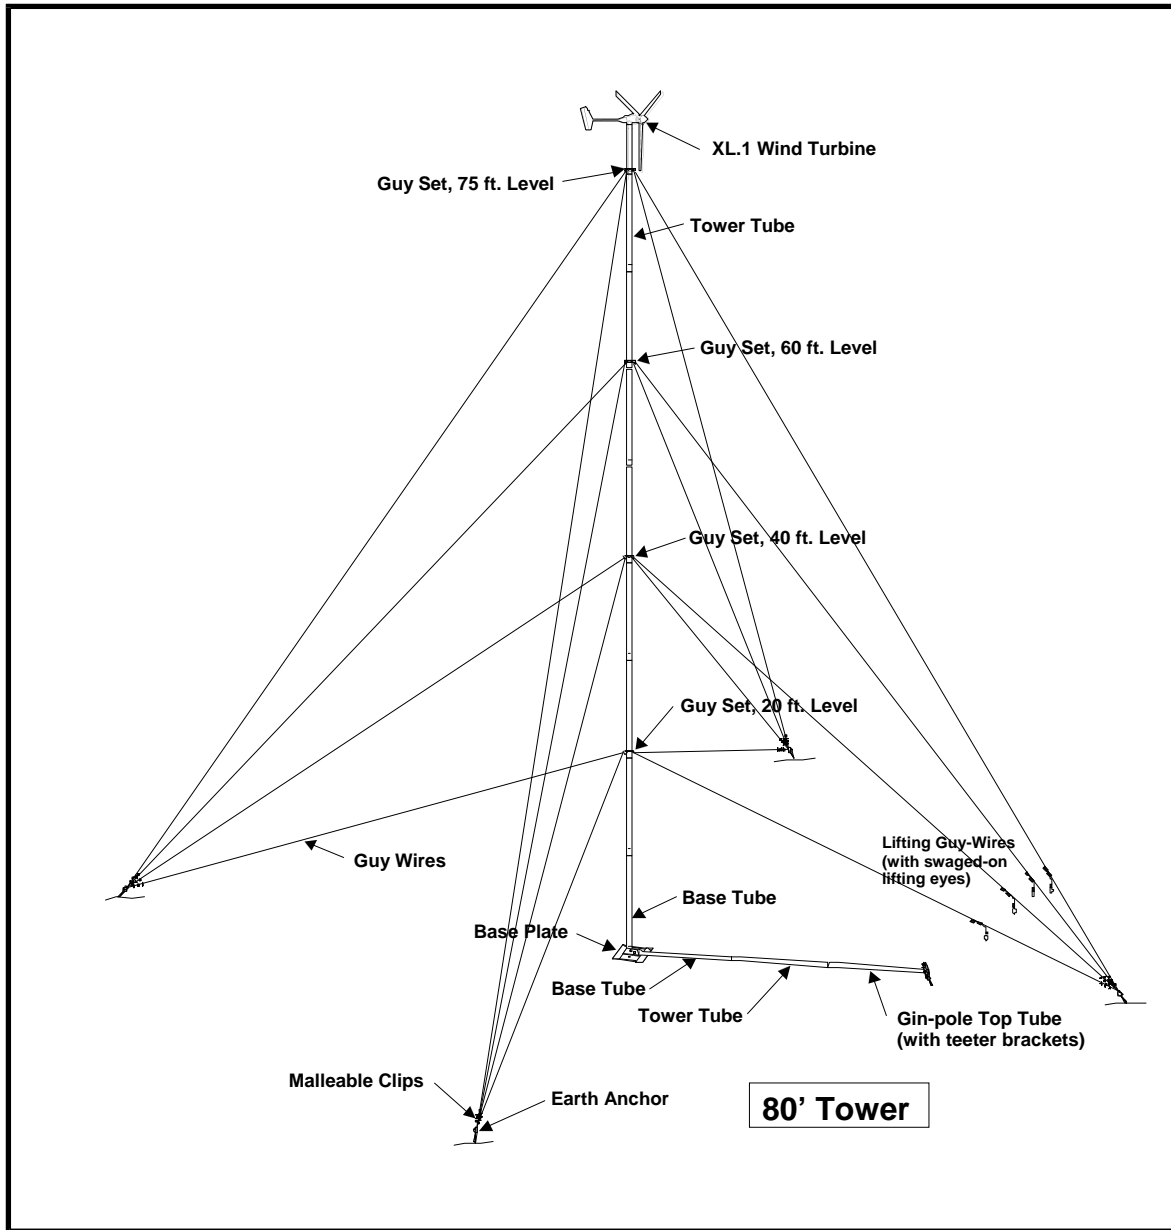 XL.1 Wind Turbine
Guy Set, 75 ft. Level
Tower Tube
Guy Set, 60 ft. Level
Guy Set, 40 ft. Level
Guy Set, 20 ft. Level
Lifting Guy-Wires
(with swaged-on
lifting eyes)
Guy Wires
Base Tube
Base Plate
Base Tube
Tower Tube
Gin-pole Top Tube
(with teeter brackets)
Malleable Clips
Earth Anchor
80’ Tower